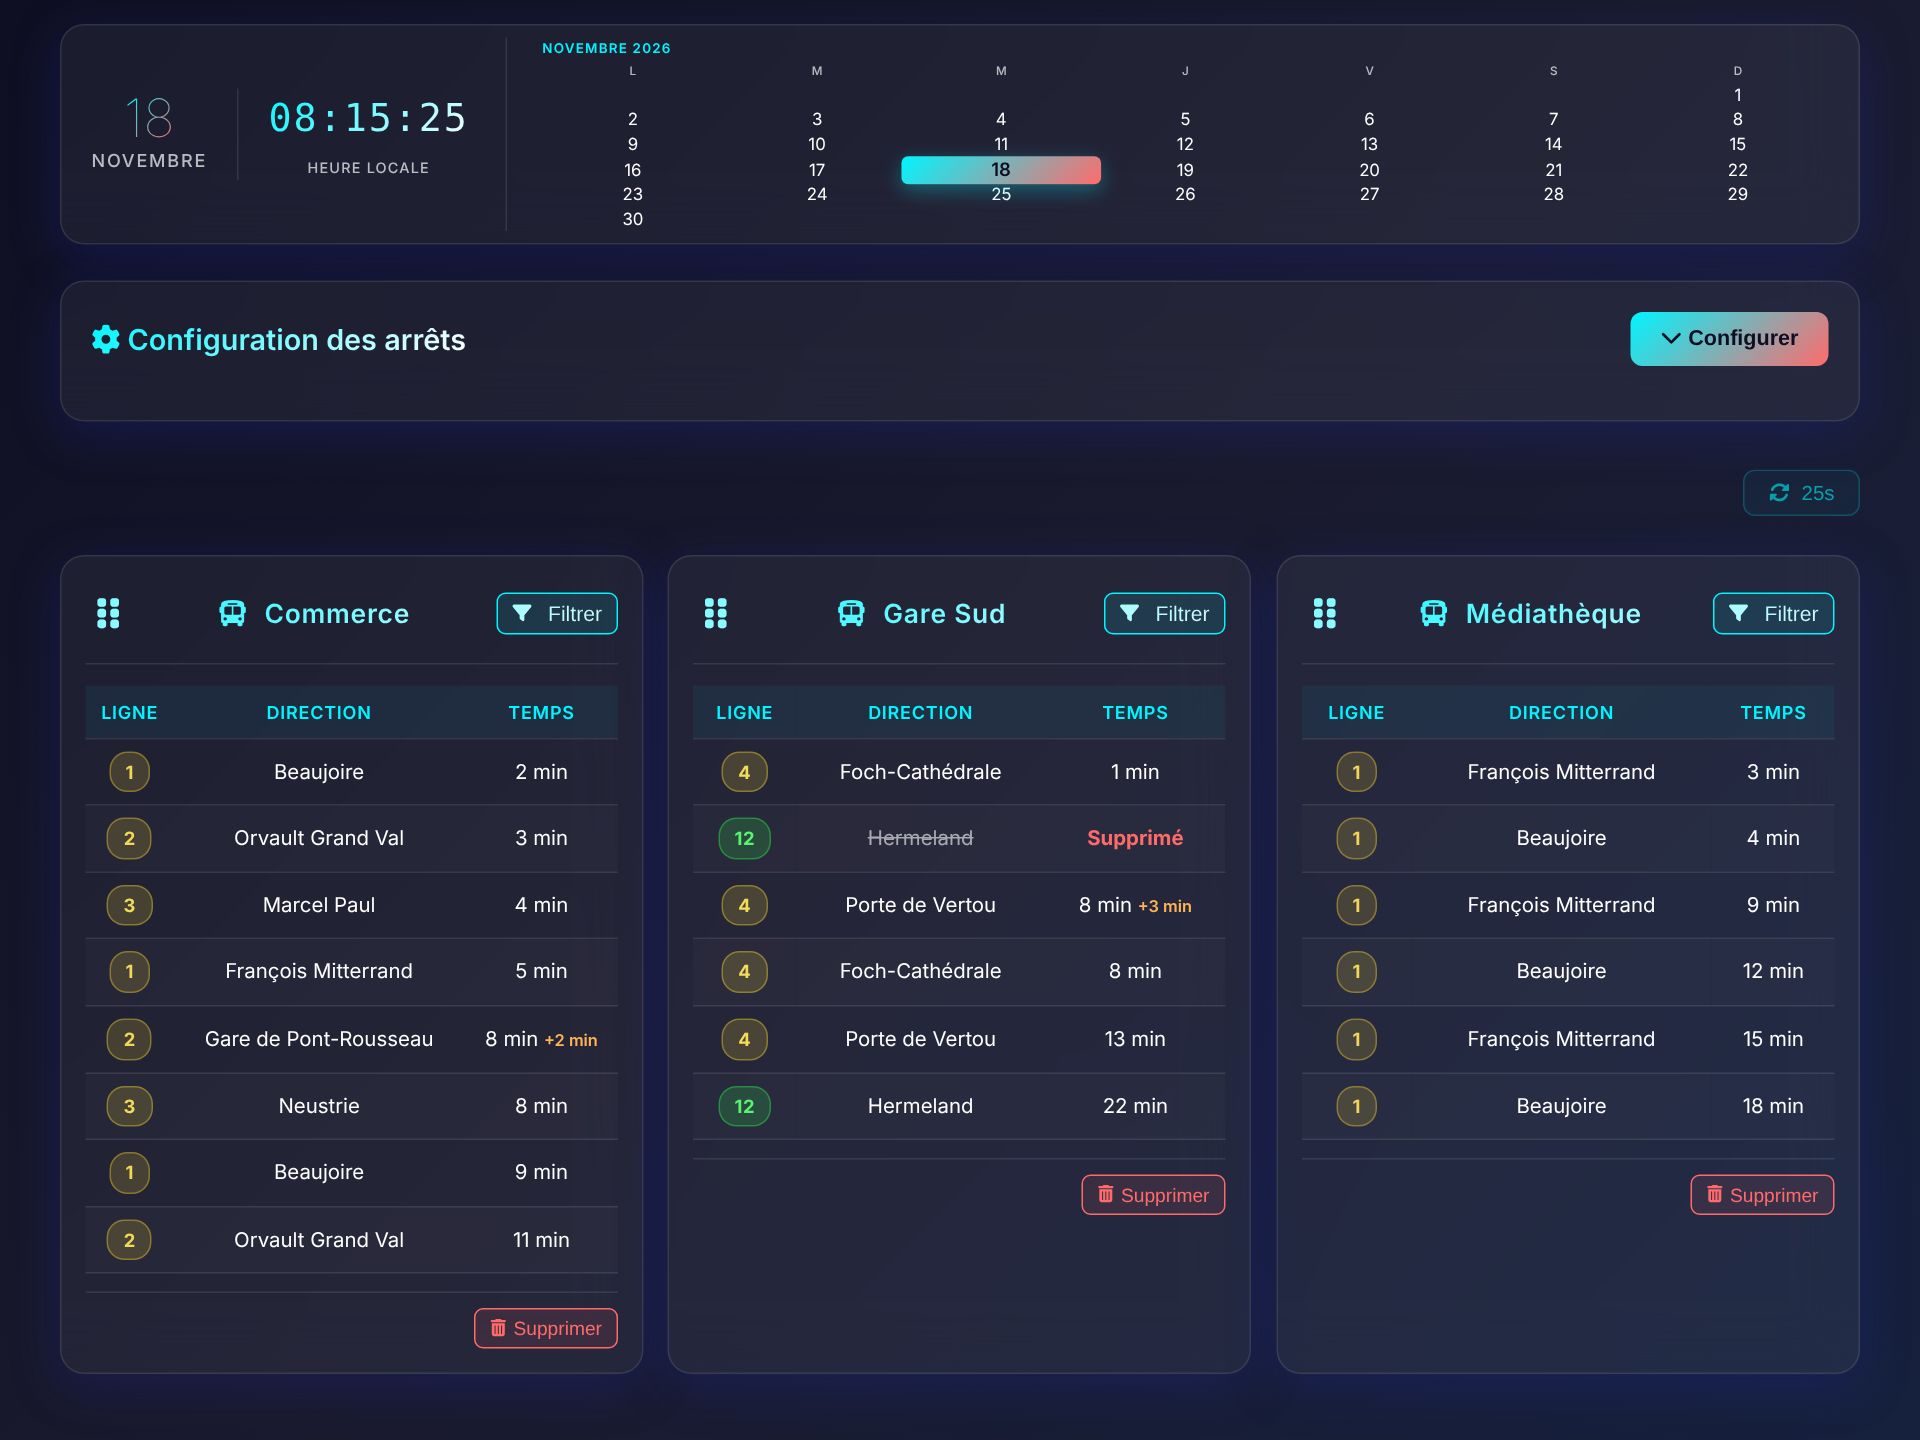 18
NOVEMBRE
08:15:25
HEURE LOCALE
NOVEMBRE 2026
L M M J V S D
1
2 3 4 5 6 7 8
9 10 11 12 13 14 15
16 17 18 19 20 21 22
23 24 25 26 27 28 29
30
Configuration des arrêts
Configurer
25s
Commerce
Filtrer
LIGNE DIRECTION TEMPS
1 Beaujoire 2 min
2 Orvault Grand Val 3 min
3 Marcel Paul 4 min
1 François Mitterrand 5 min
2 Gare de Pont-Rousseau 8 min +2 min
3 Neustrie 8 min
1 Beaujoire 9 min
2 Orvault Grand Val 11 min
Supprimer
Gare Sud
Filtrer
LIGNE DIRECTION TEMPS
4 Foch-Cathédrale 1 min
12 Hermeland Supprimé
4 Porte de Vertou 8 min +3 min
4 Foch-Cathédrale 8 min
4 Porte de Vertou 13 min
12 Hermeland 22 min
Supprimer
Médiathèque
Filtrer
LIGNE DIRECTION TEMPS
1 François Mitterrand 3 min
1 Beaujoire 4 min
1 François Mitterrand 9 min
1 Beaujoire 12 min
1 François Mitterrand 15 min
1 Beaujoire 18 min
Supprimer